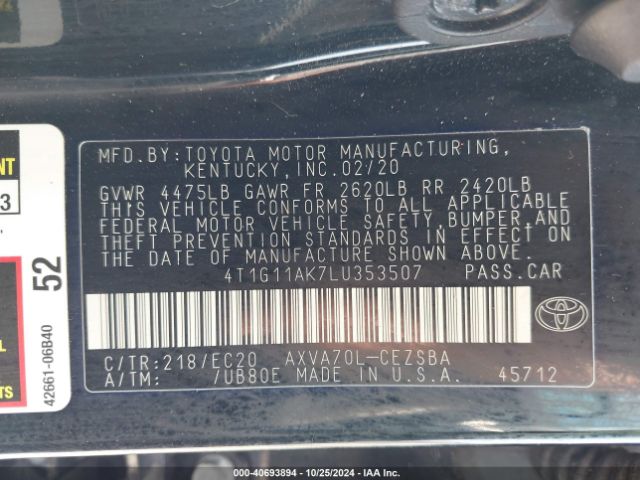 MFD.BY:TOYOTA MOTOR MANUFACTURING,
KENTUCKY,INC.02/20
GVWR 4475LB GAWR FR 2620LB RR 2420LB
THIS VEHICLE CONFORMS TO ALL APPLICABLE
FEDERAL MOTOR VEHICLE SAFETY,BUMPER,AND
THEFT PREVENTION STANDARDS IN EFFECT ON
THE DATE OF MANUFACTURE SHOWN ABOVE.
4T1G11AK7LU353507 PASS.CAR
C/TR:218/EC20 AXVA70L-CEZSBA
A/TM: /UB80E MADE IN U.S.A. 45712
3
52
42661-06B40
TS
000-40693894 - 10/25/2024 - IAA Inc.